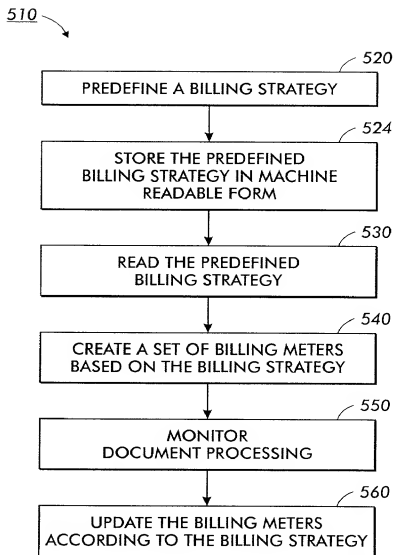 510
520
PREDEFINE A BILLING STRATEGY
524
STORE THE PREDEFINED
BILLING STRATEGY IN MACHINE
READABLE FORM
530
READ THE PREDEFINED
BILLING STRATEGY
540
CREATE A SET OF BILLING METERS
BASED ON THE BILLING STRATEGY
550
MONITOR
DOCUMENT PROCESSING
560
UPDATE THE BILLING METERS
ACCORDING TO THE BILLING STRATEGY